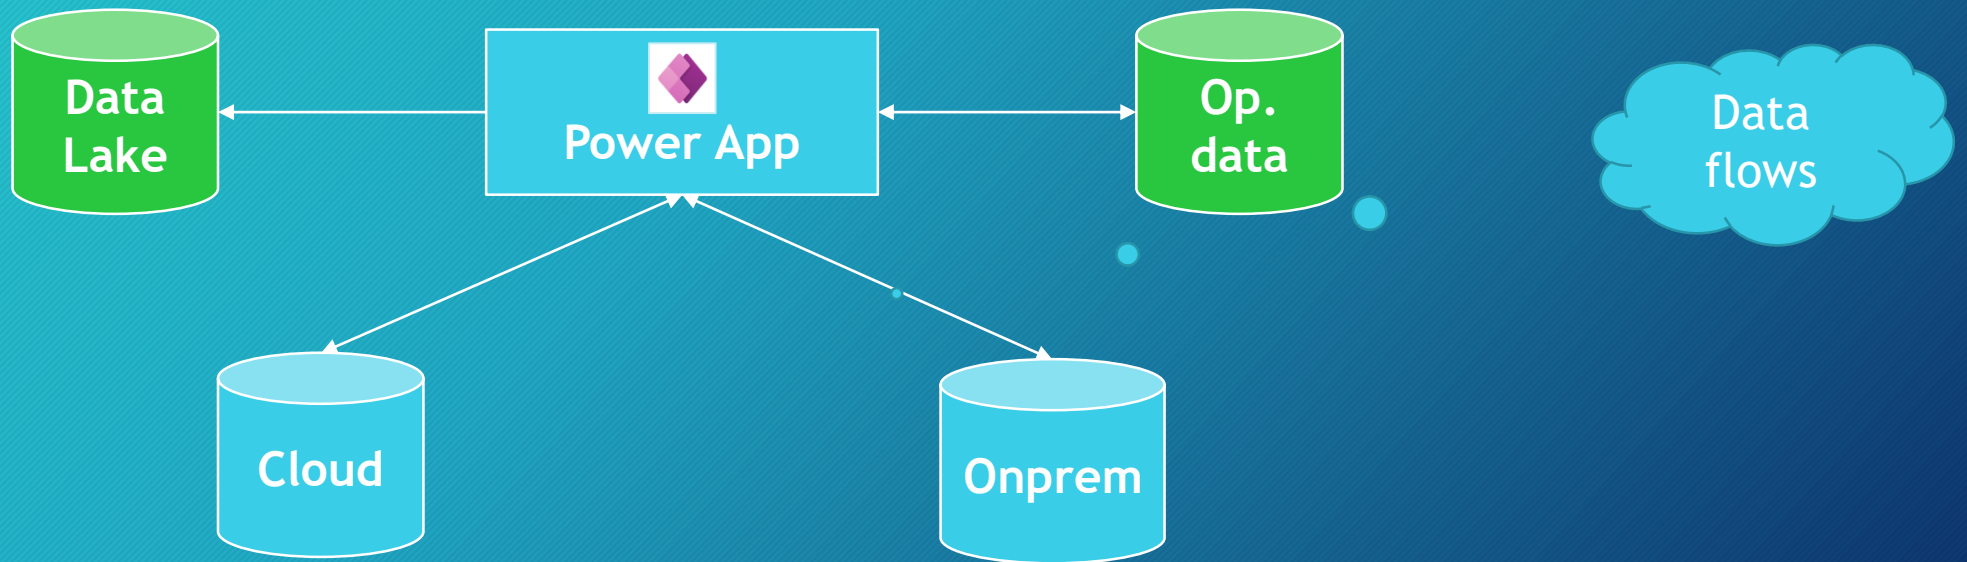 Data
Lake
Power App
Op.
data
Data
flows
Cloud
Onprem